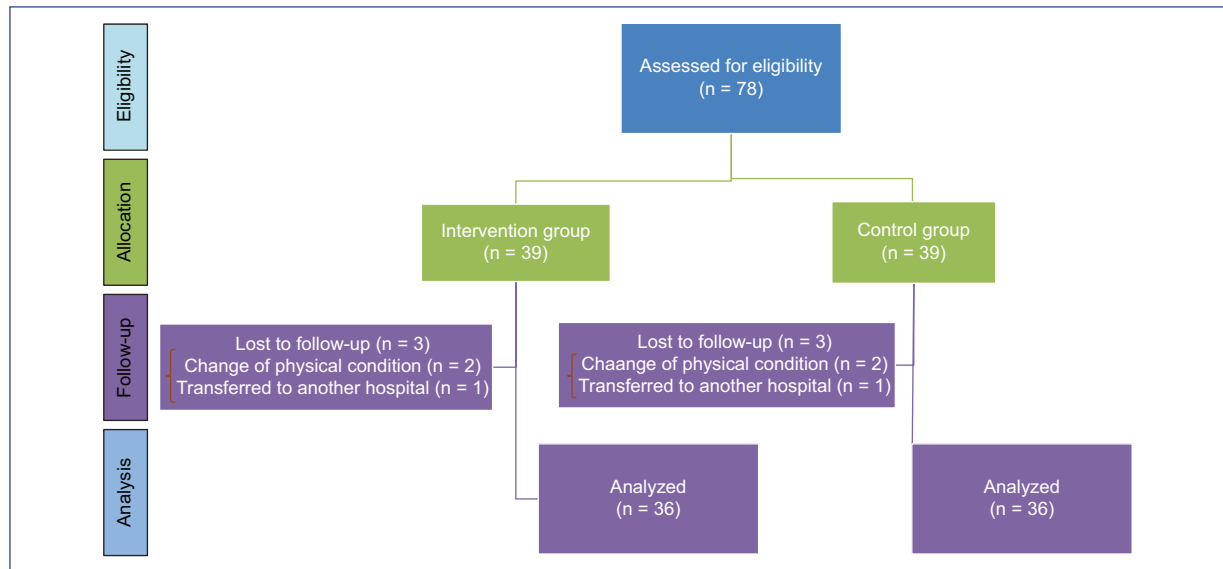 Eligibility
Assessed for eligibility
(n = 78)
Allocation
Intervention group
(n = 39)
Control group
(n = 39)
Follow-up
Lost to follow-up (n = 3)
Change of physical condition (n = 2)
Transferred to another hospital (n = 1)
Lost to follow-up (n = 3)
Chaange of physical condition (n = 2)
Transferred to another hospital (n = 1)
Analysis
Analyzed
(n = 36)
Analyzed
(n = 36)